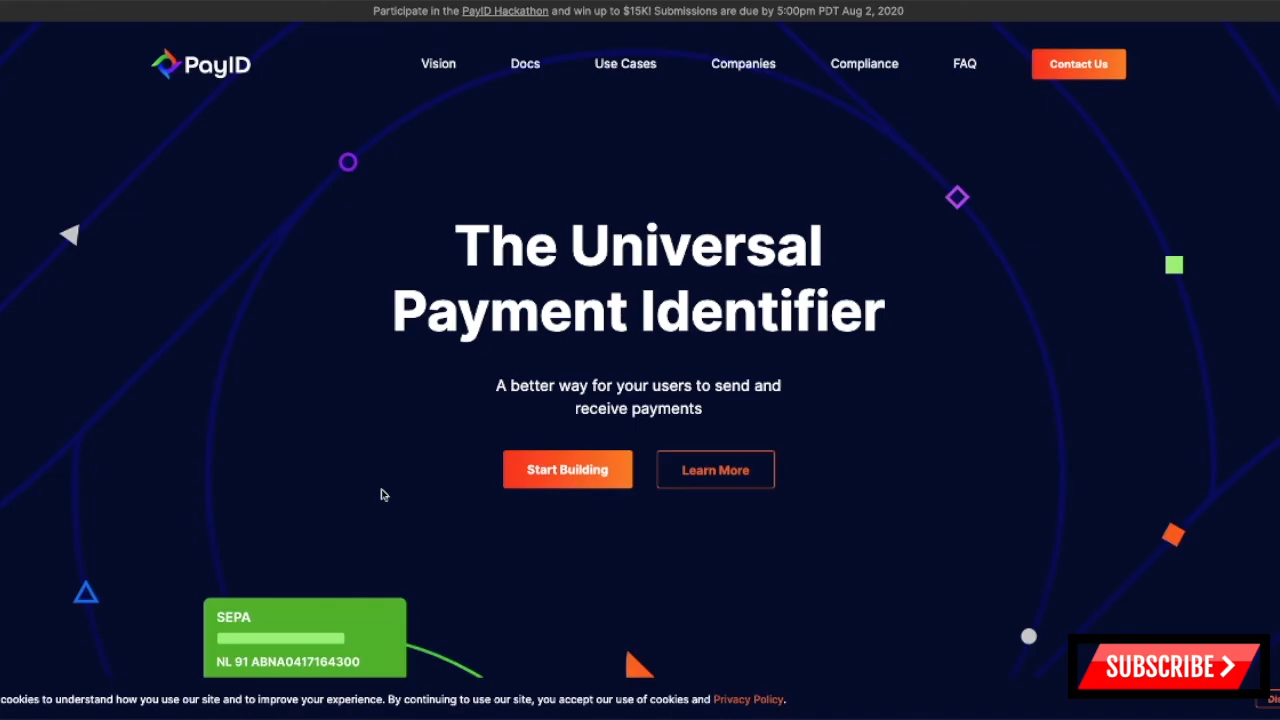 Participate in the PayID Hackathon and win up to $15K! Submissions are due by 5:00pm PDT Aug 2, 2020
PayID
Vision
Docs
Use Cases
Companies
Compliance
FAQ
Contact Us
The Universal
Payment Identifier
A better way for your users to send and
receive payments
Start Building
Learn More
SEPA
NL 91 ABNA0417164300
SUBSCRIBE
cookies to understand how you use our site and to improve your experience. By continuing to use our site, you accept our use of cookies and Privacy Policy.